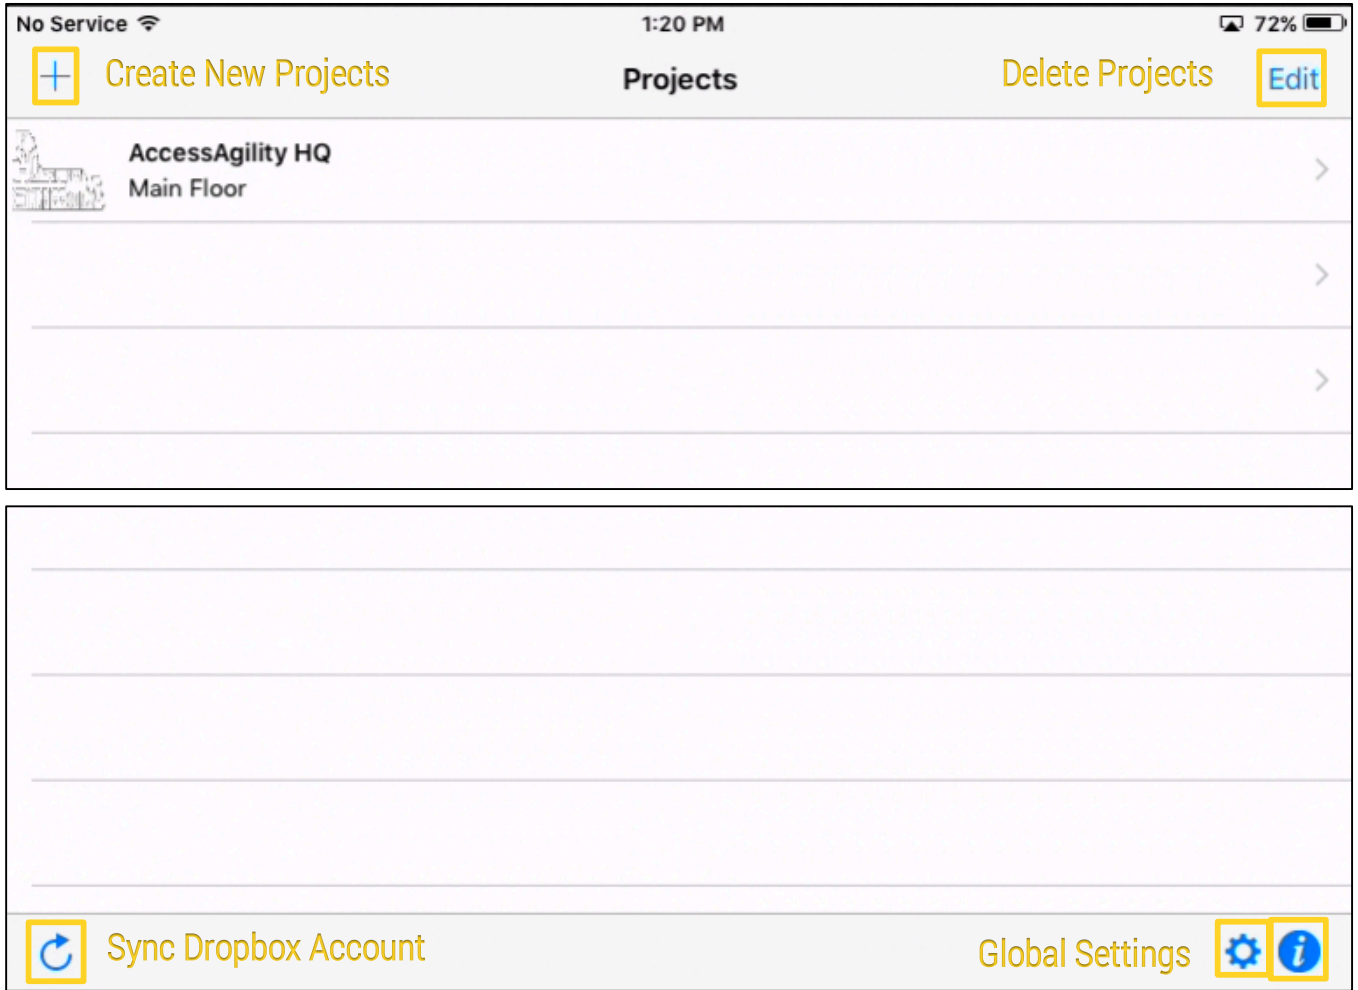 No Service 1:20 PM 72%
Create New Projects Projects Delete Projects Edit
AccessAgility HQ
Main Floor
Sync Dropbox Account Global Settings i